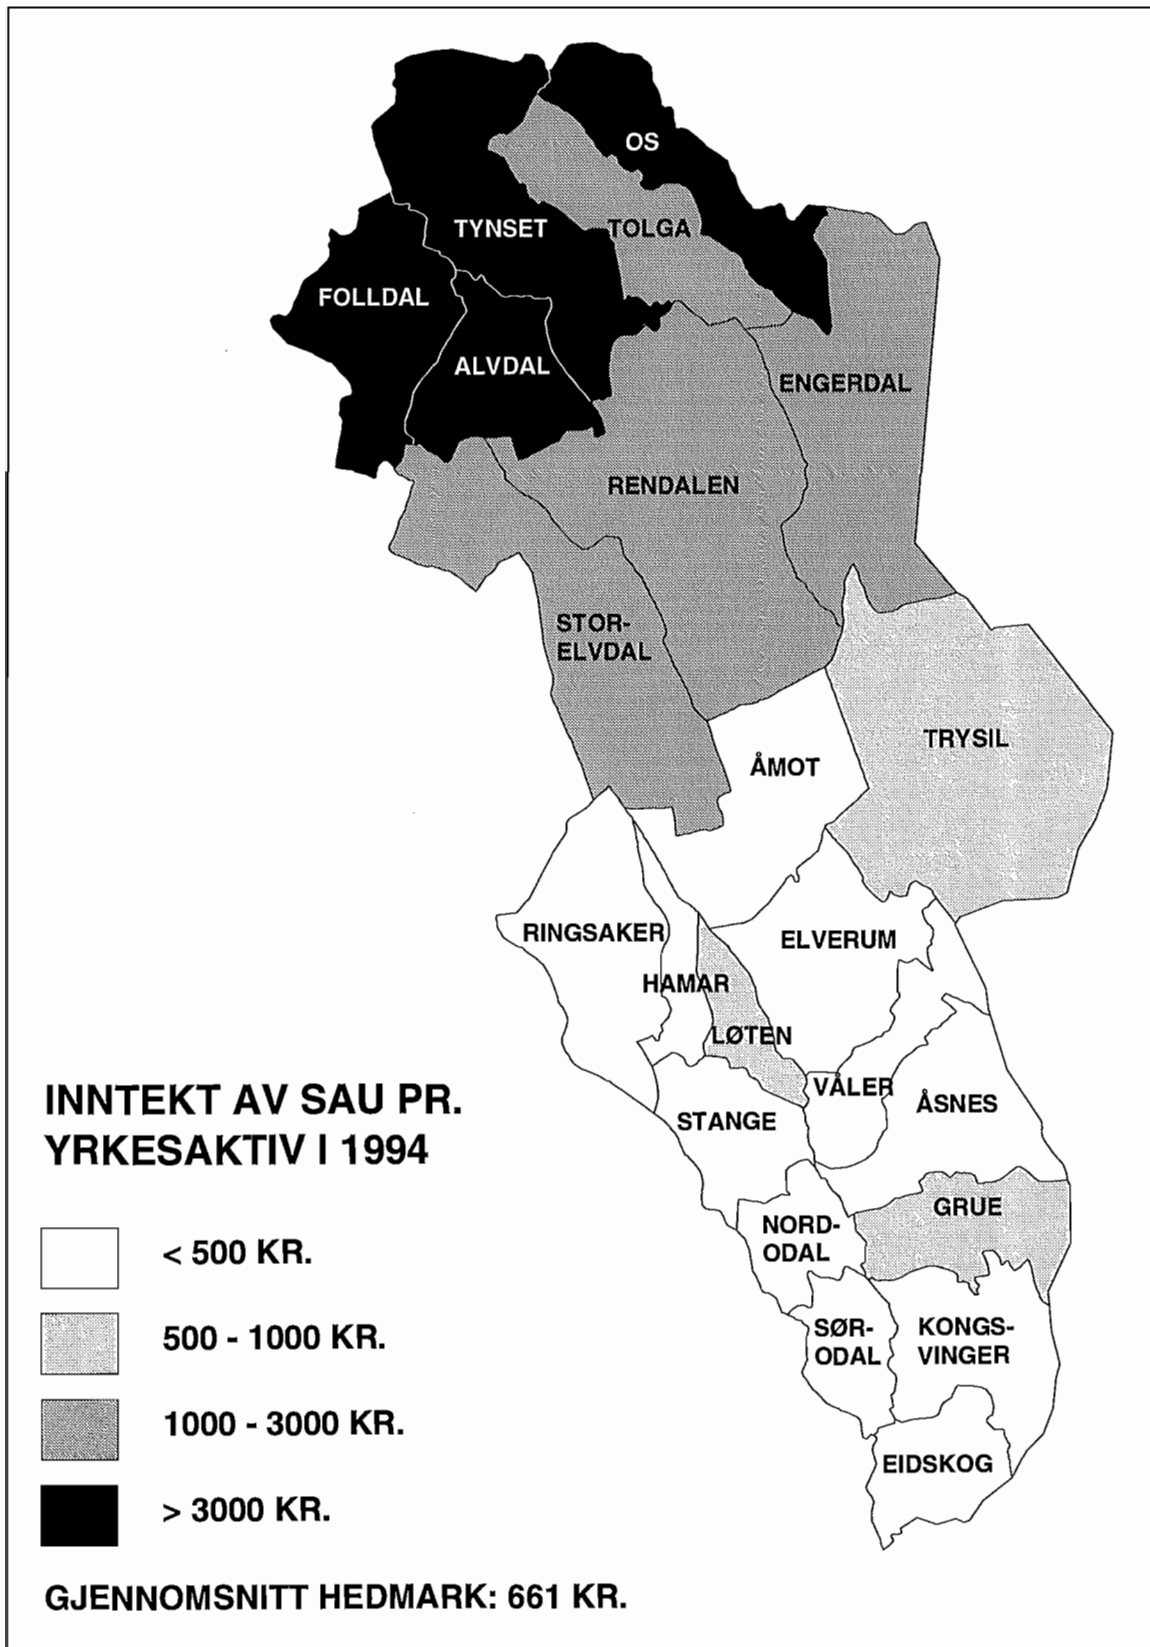 OS
TYNSET
TOLGA
FOLLDAL
ALVDAL
ENGERDAL
RENDALEN
STOR-
ELVDAL
TRYSIL
ÅMOT
RINGSAKER
ELVERUM
HAMAR
LØTEN
VÅLER
ÅSNES
STANGE
GRUE
NORD-
ODAL
SØR-
ODAL
KONGS-
VINGER
EIDSKOG
INNTEKT AV SAU PR.
YRKESAKTIV I 1994
< 500 KR.
500 - 1000 KR.
1000 - 3000 KR.
> 3000 KR.
GJENNOMSNITT HEDMARK: 661 KR.